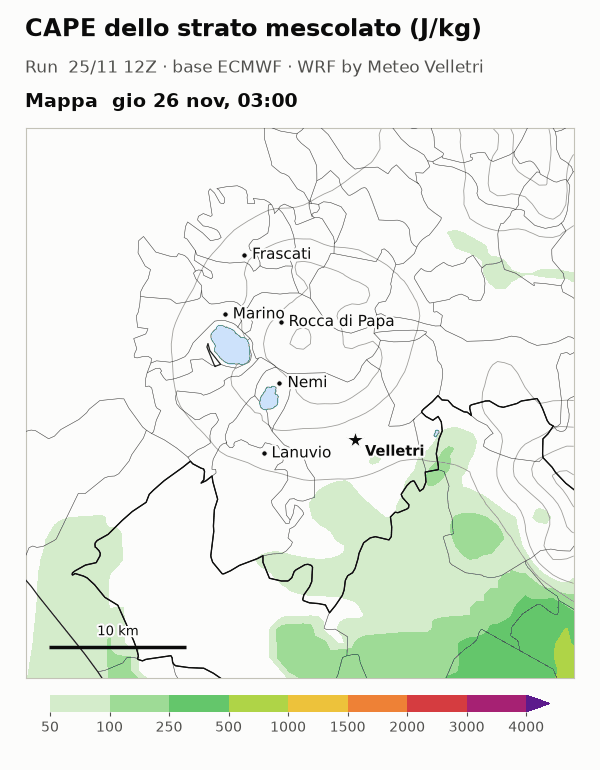 CAPE dello strato mescolato (J/kg)
Run  25/11 12Z · base ECMWF · WRF by Meteo Velletri
Mappa  gio 26 nov, 03:00
Frascati
Marino
Rocca di Papa
Nemi
Velletri
Lanuvio
10 km
50 100 250 500 1000 1500 2000 3000 4000